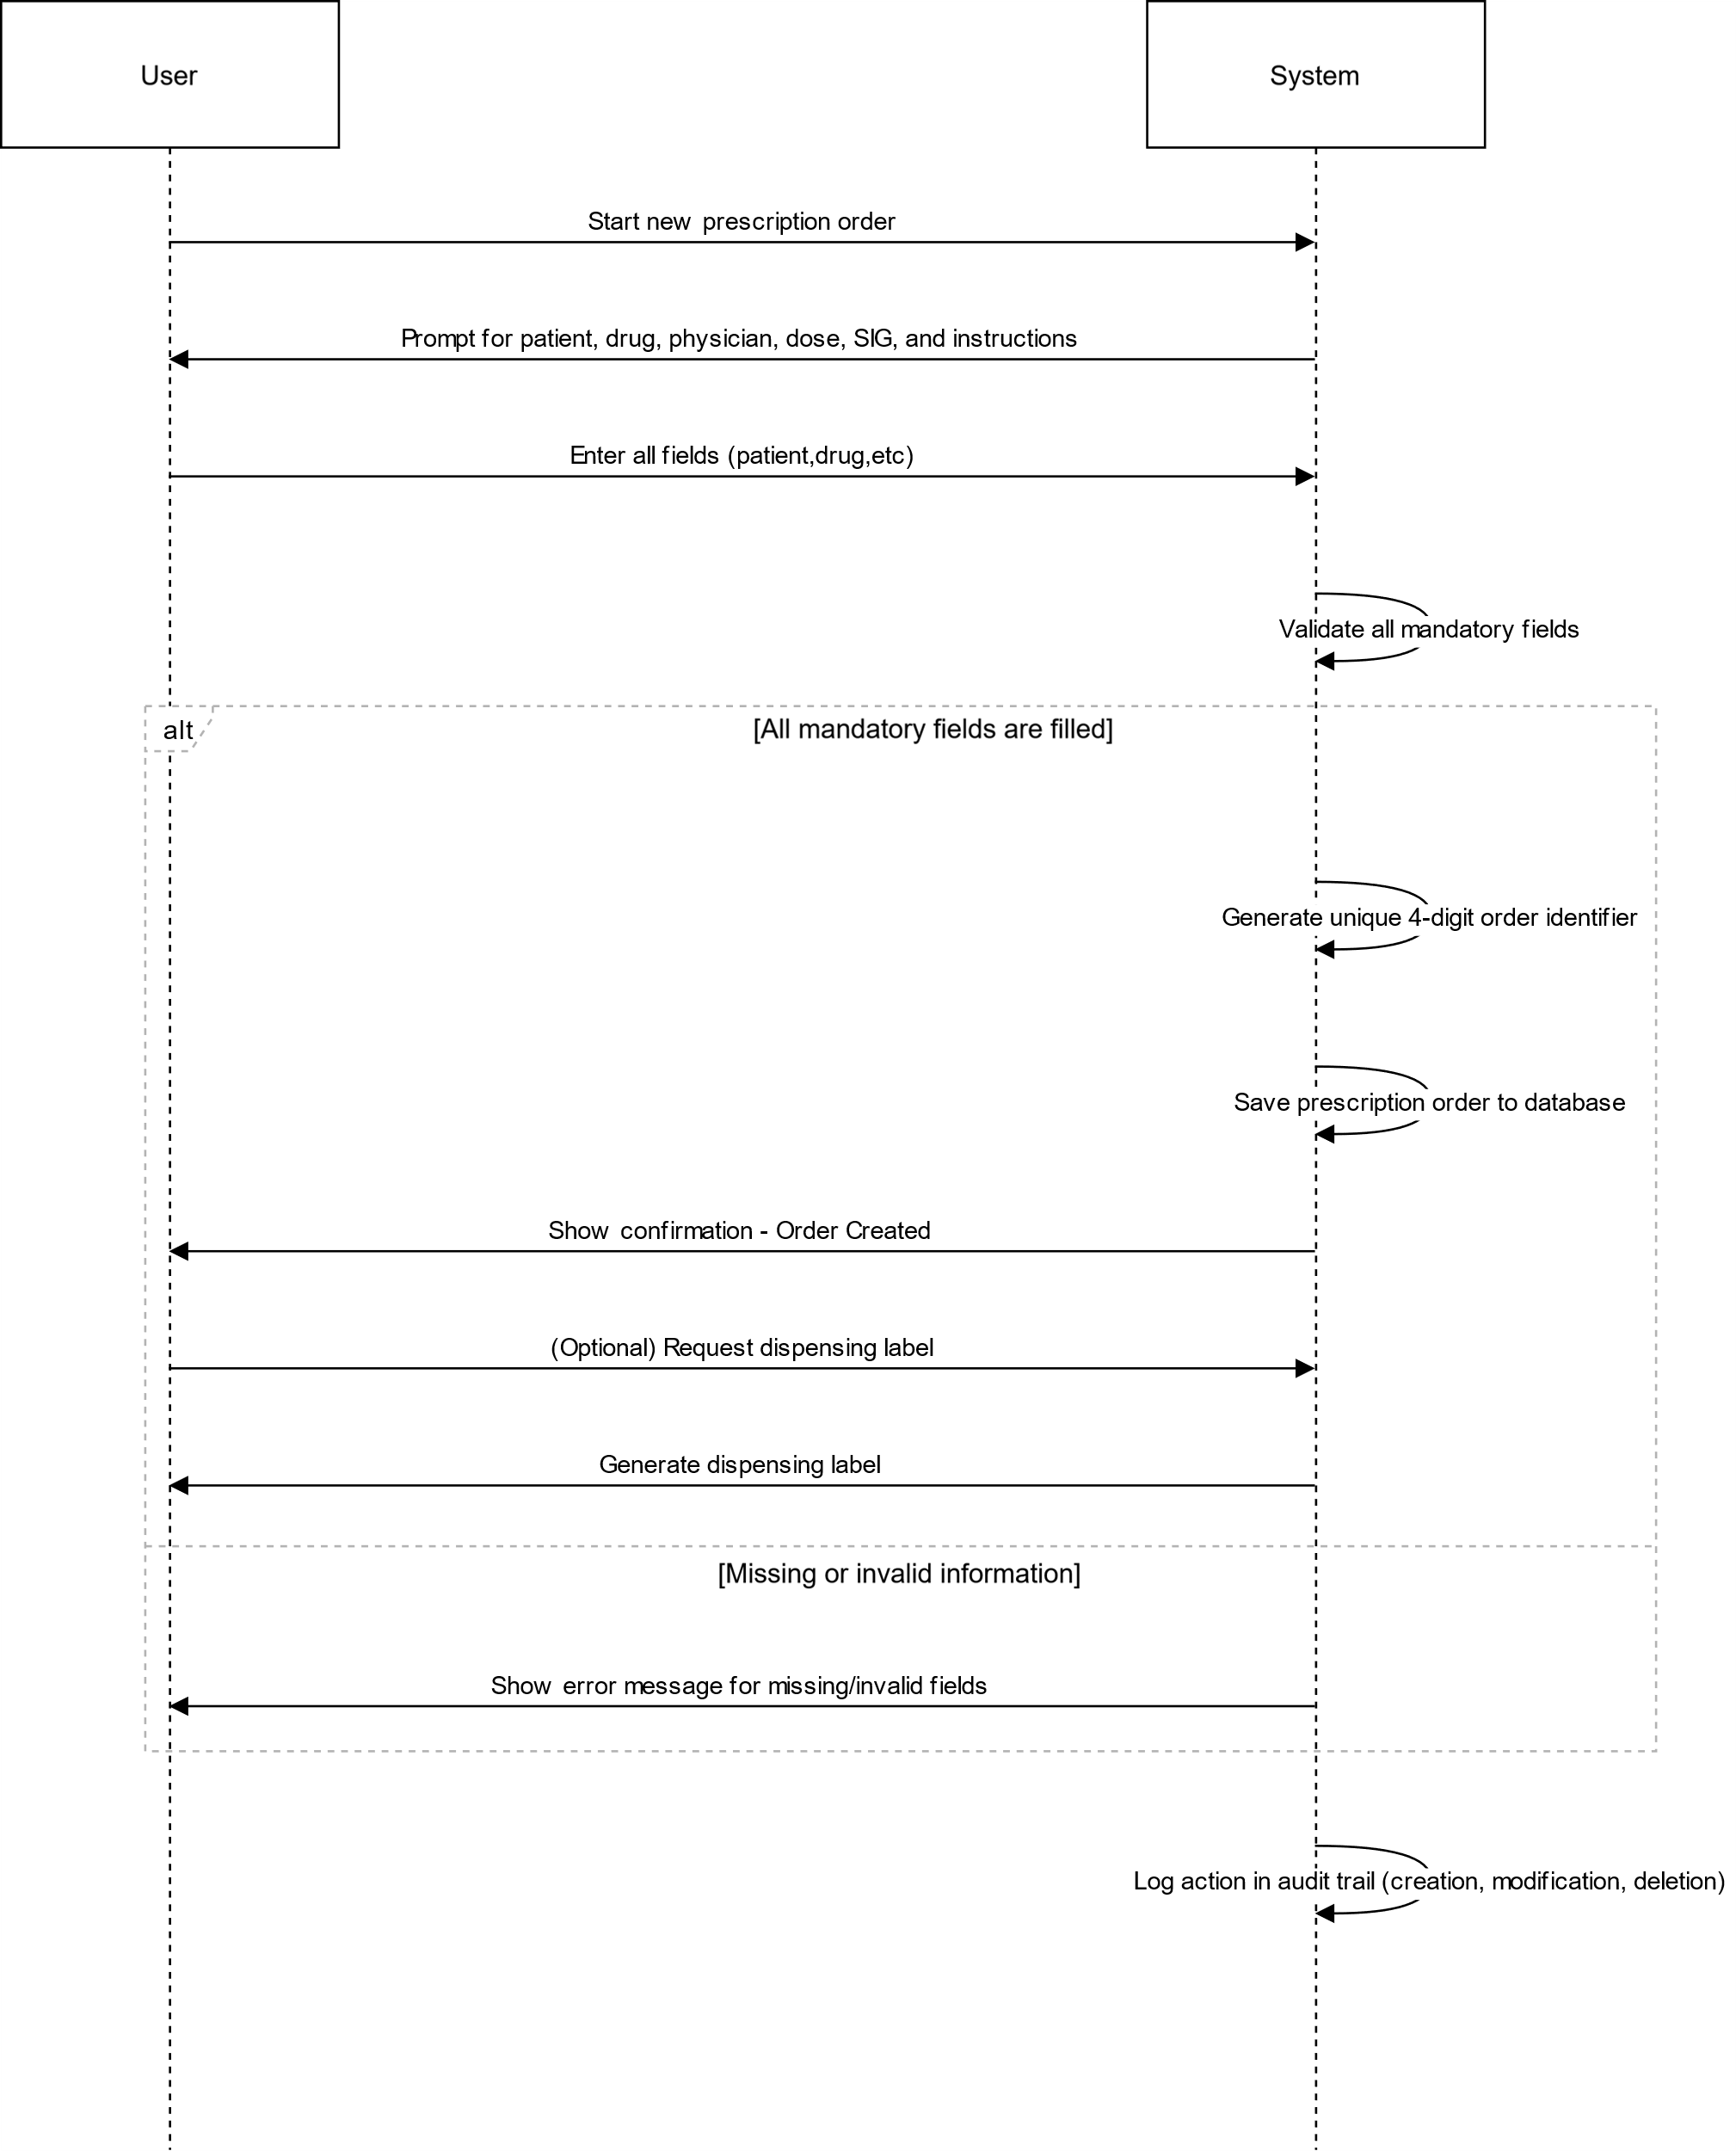 User
System
Start new prescription order
Prompt for patient, drug, physician, dose, SIG, and instructions
Enter all fields (patient,drug,etc)
Validate all mandatory fields
alt
[All mandatory fields are filled]
Generate unique 4-digit order identifier
Save prescription order to database
Show confirmation - Order Created
(Optional) Request dispensing label
Generate dispensing label
[Missing or invalid information]
Show error message for missing/invalid fields
Log action in audit trail (creation, modification, deletion)